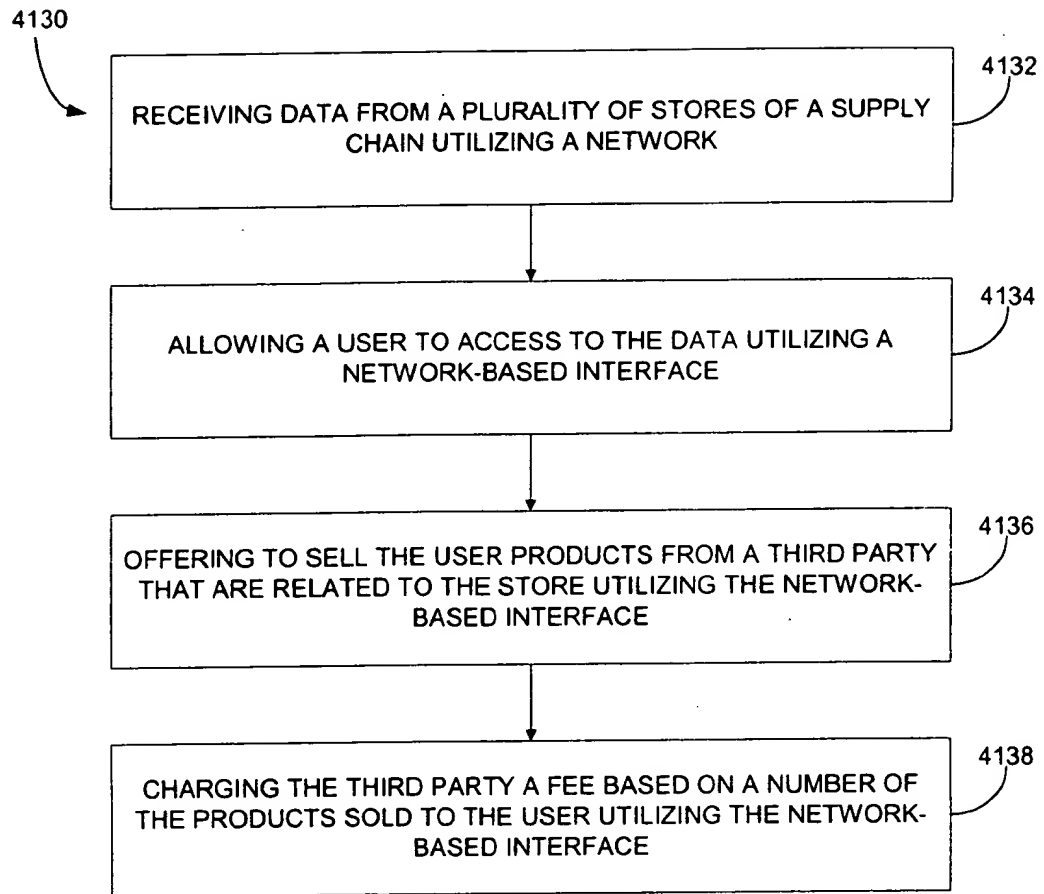 4130
4132
RECEIVING DATA FROM A PLURALITY OF STORES OF A SUPPLY
CHAIN UTILIZING A NETWORK
4134
ALLOWING A USER TO ACCESS TO THE DATA UTILIZING A
NETWORK-BASED INTERFACE
4136
OFFERING TO SELL THE USER PRODUCTS FROM A THIRD PARTY
THAT ARE RELATED TO THE STORE UTILIZING THE NETWORK-
BASED INTERFACE
4138
CHARGING THE THIRD PARTY A FEE BASED ON A NUMBER OF
THE PRODUCTS SOLD TO THE USER UTILIZING THE NETWORK-
BASED INTERFACE